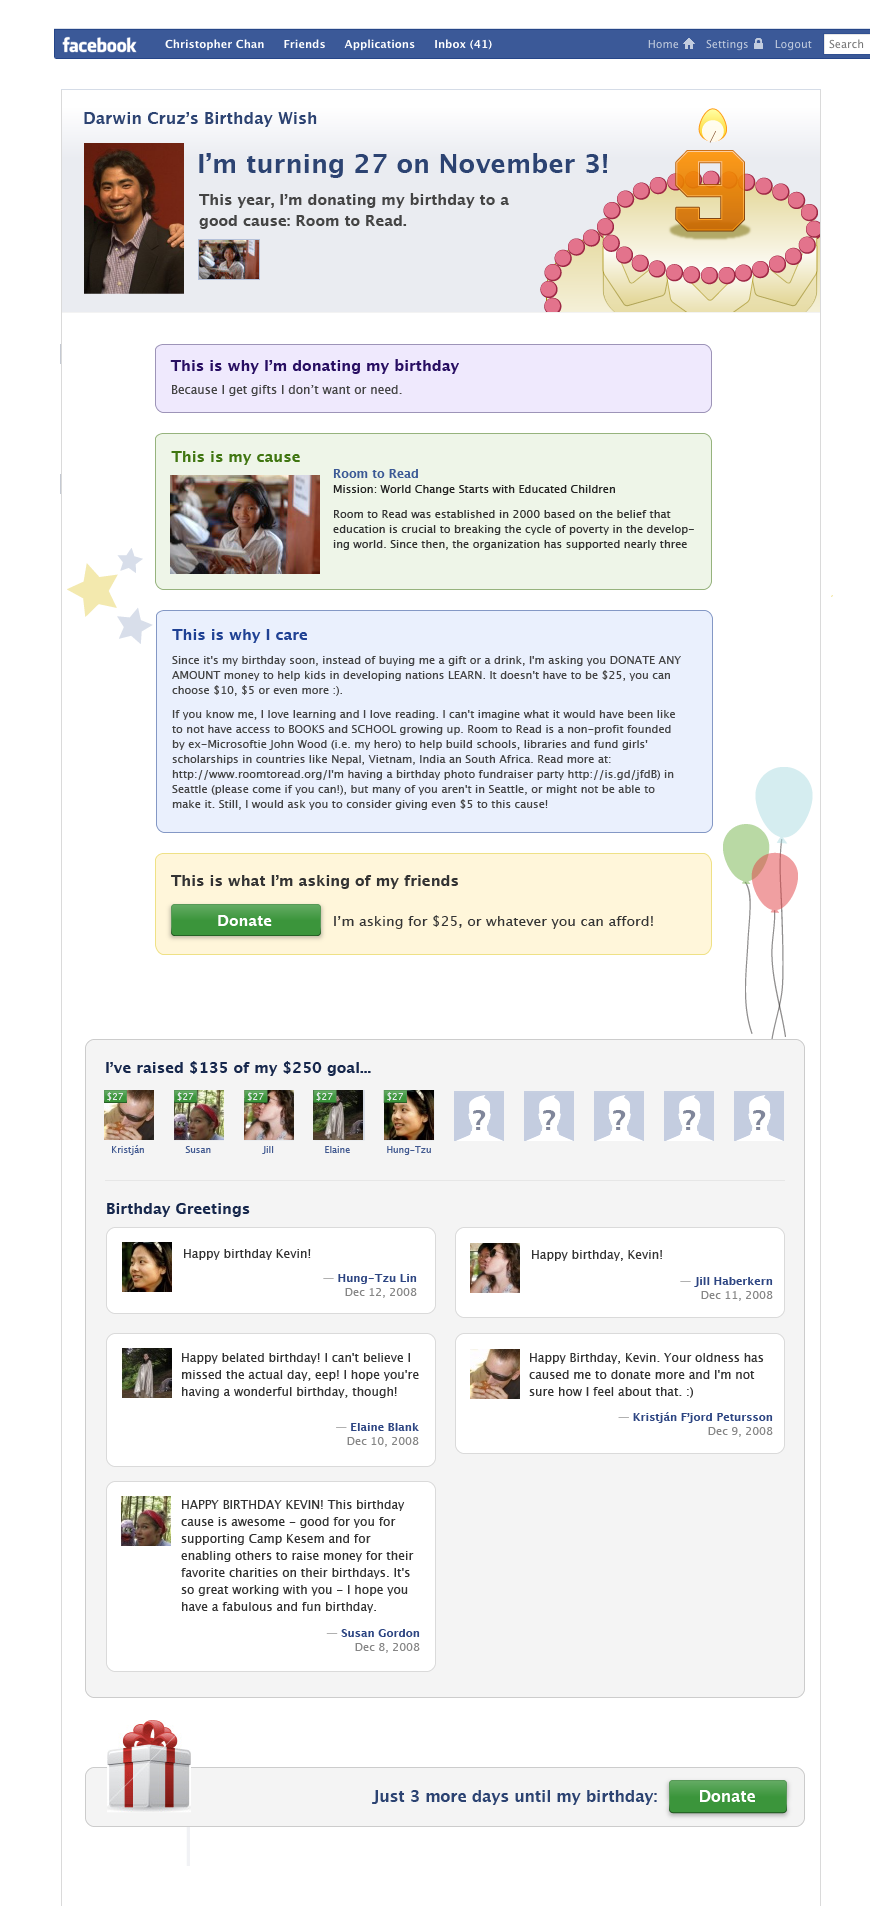 facebook Christopher Chan Friends Applications Inbox (41) Home Settings Logout Search
Darwin Cruz's Birthday Wish
I'm turning 27 on November 3!
This year, I'm donating my birthday to a
good cause: Room to Read.
9
This is why I'm donating my birthday
Because I get gifts I don't want or need.
This is my cause
Room to Read
Mission: World Change Starts with Educated Children
Room to Read was established in 2000 based on the belief that
education is crucial to breaking the cycle of poverty in the develop-
ing world. Since then, the organization has supported nearly three
This is why I care
Since it's my birthday soon, instead of buying me a gift or a drink, I'm asking you DONATE ANY
AMOUNT money to help kids in developing nations LEARN. It doesn't have to be $25, you can
choose $10, $5 or even more :).
If you know me, I love learning and I love reading. I can't imagine what it would have been like
to not have access to BOOKS and SCHOOL growing up. Room to Read is a non-profit founded
by ex-Microsoftie John Wood (i.e. my hero) to help build schools, libraries and fund girls'
scholarships in countries like Nepal, Vietnam, India an South Africa. Read more at:
http://www.roomtoread.org/I'm having a birthday photo fundraiser party http://is.gd/jfdB) in
Seattle (please come if you can!), but many of you aren't in Seattle, or might not be able to
make it. Still, I would ask you to consider giving even $5 to this cause!
This is what I'm asking of my friends
Donate I'm asking for $25, or whatever you can afford!
I've raised $135 of my $250 goal...
$27 $27 $27 $27 $27 ? ? ? ? ?
Kristján Susan Jill Elaine Hung-Tzu
Birthday Greetings
Happy birthday Kevin!
— Hung-Tzu Lin
Dec 12, 2008
Happy birthday, Kevin!
— Jill Haberkern
Dec 11, 2008
Happy belated birthday! I can't believe I
missed the actual day, eep! I hope you're
having a wonderful birthday, though!
— Elaine Blank
Dec 10, 2008
Happy Birthday, Kevin. Your oldness has
caused me to donate more and I'm not
sure how I feel about that. :)
— Kristján F'jord Petursson
Dec 9, 2008
HAPPY BIRTHDAY KEVIN! This birthday
cause is awesome - good for you for
supporting Camp Kesem and for
enabling others to raise money for their
favorite charities on their birthdays. It's
so great working with you - I hope you
have a fabulous and fun birthday.
— Susan Gordon
Dec 8, 2008
Just 3 more days until my birthday: Donate